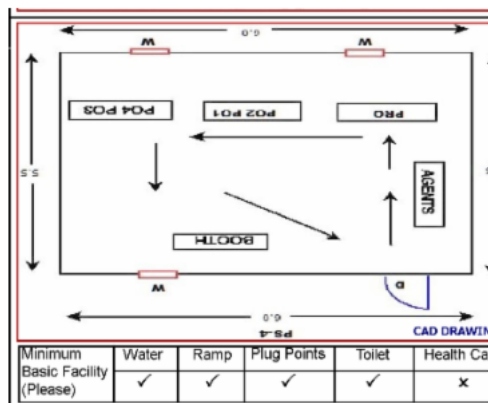 6.0
W W
PO4 PO3 PO2 PO1 PRO
5.5
AGENTS
BOOTH
W D
6.0
PS-4
CAD DRAWIN
Minimum Basic Facility (Please) Water Ramp Plug Points Toilet Health Ca
✓ ✓ ✓ ✓ x